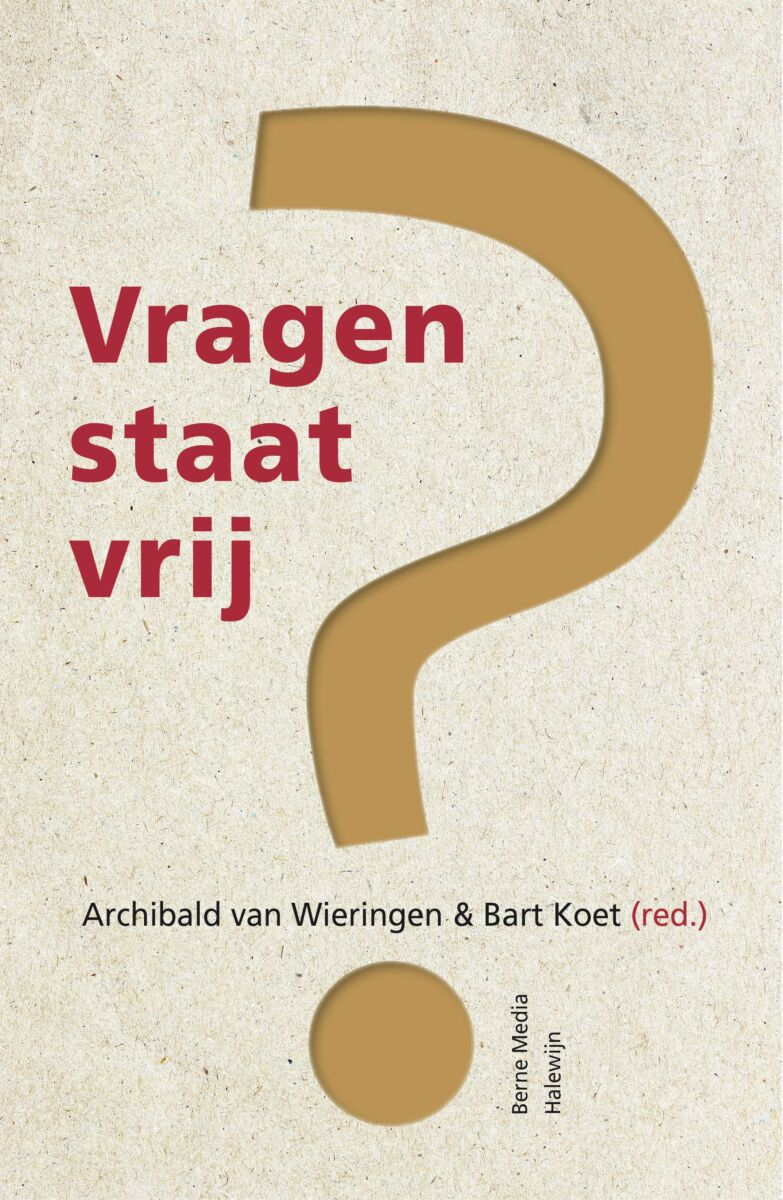 Vragen
staat
vrij
Archibald van Wieringen & Bart Koet (red.)
Berne Media
Halewijn